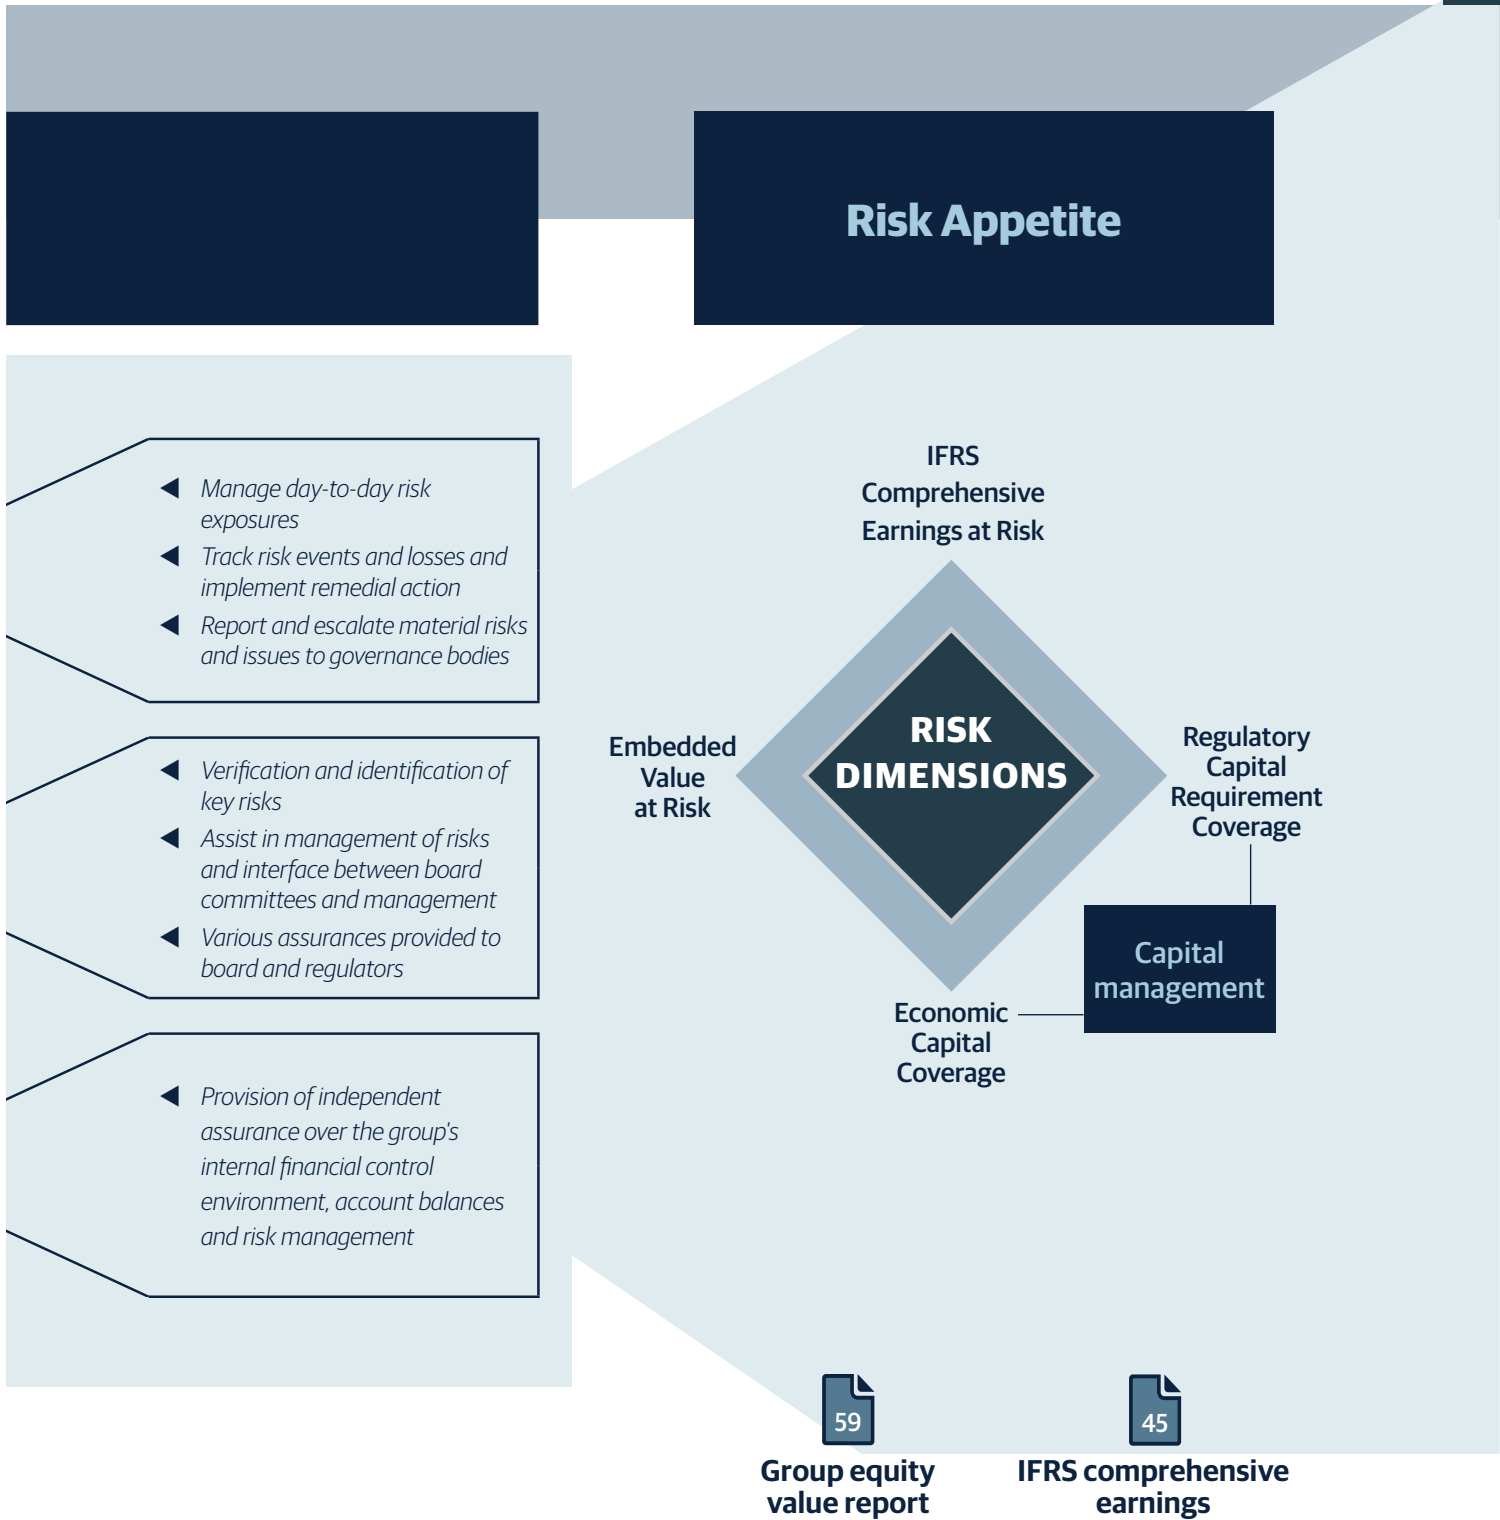 Risk Appetite
Manage day-to-day risk
exposures
Track risk events and losses and
implement remedial action
Report and escalate material risks
and issues to governance bodies
Verification and identification of
key risks
Assist in management of risks
and interface between board
committees and management
Various assurances provided to
board and regulators
Provision of independent
assurance over the group's
internal financial control
environment, account balances
and risk management
IFRS
Comprehensive
Earnings at Risk
RISK
DIMENSIONS
Embedded
Value
at Risk
Regulatory
Capital
Requirement
Coverage
Capital
management
Economic
Capital
Coverage
59
Group equity
value report
45
IFRS comprehensive
earnings